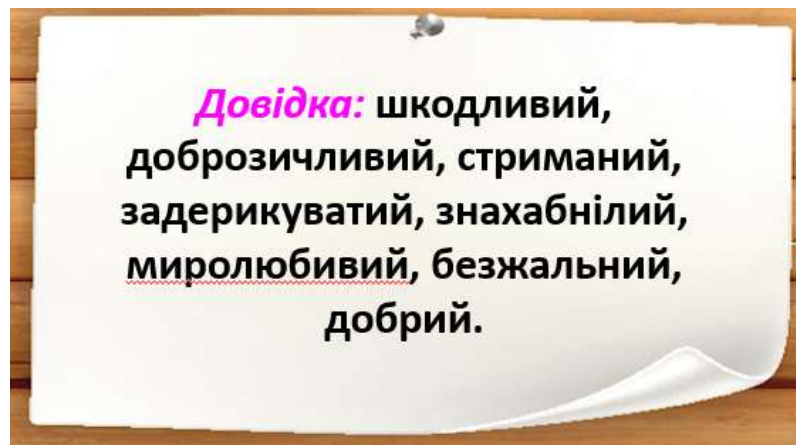 Довідка: шкодливий,
доброзичливий, стриманий,
задерикуватий, знахабнілий,
миролюбивий, безжальний,
добрий.